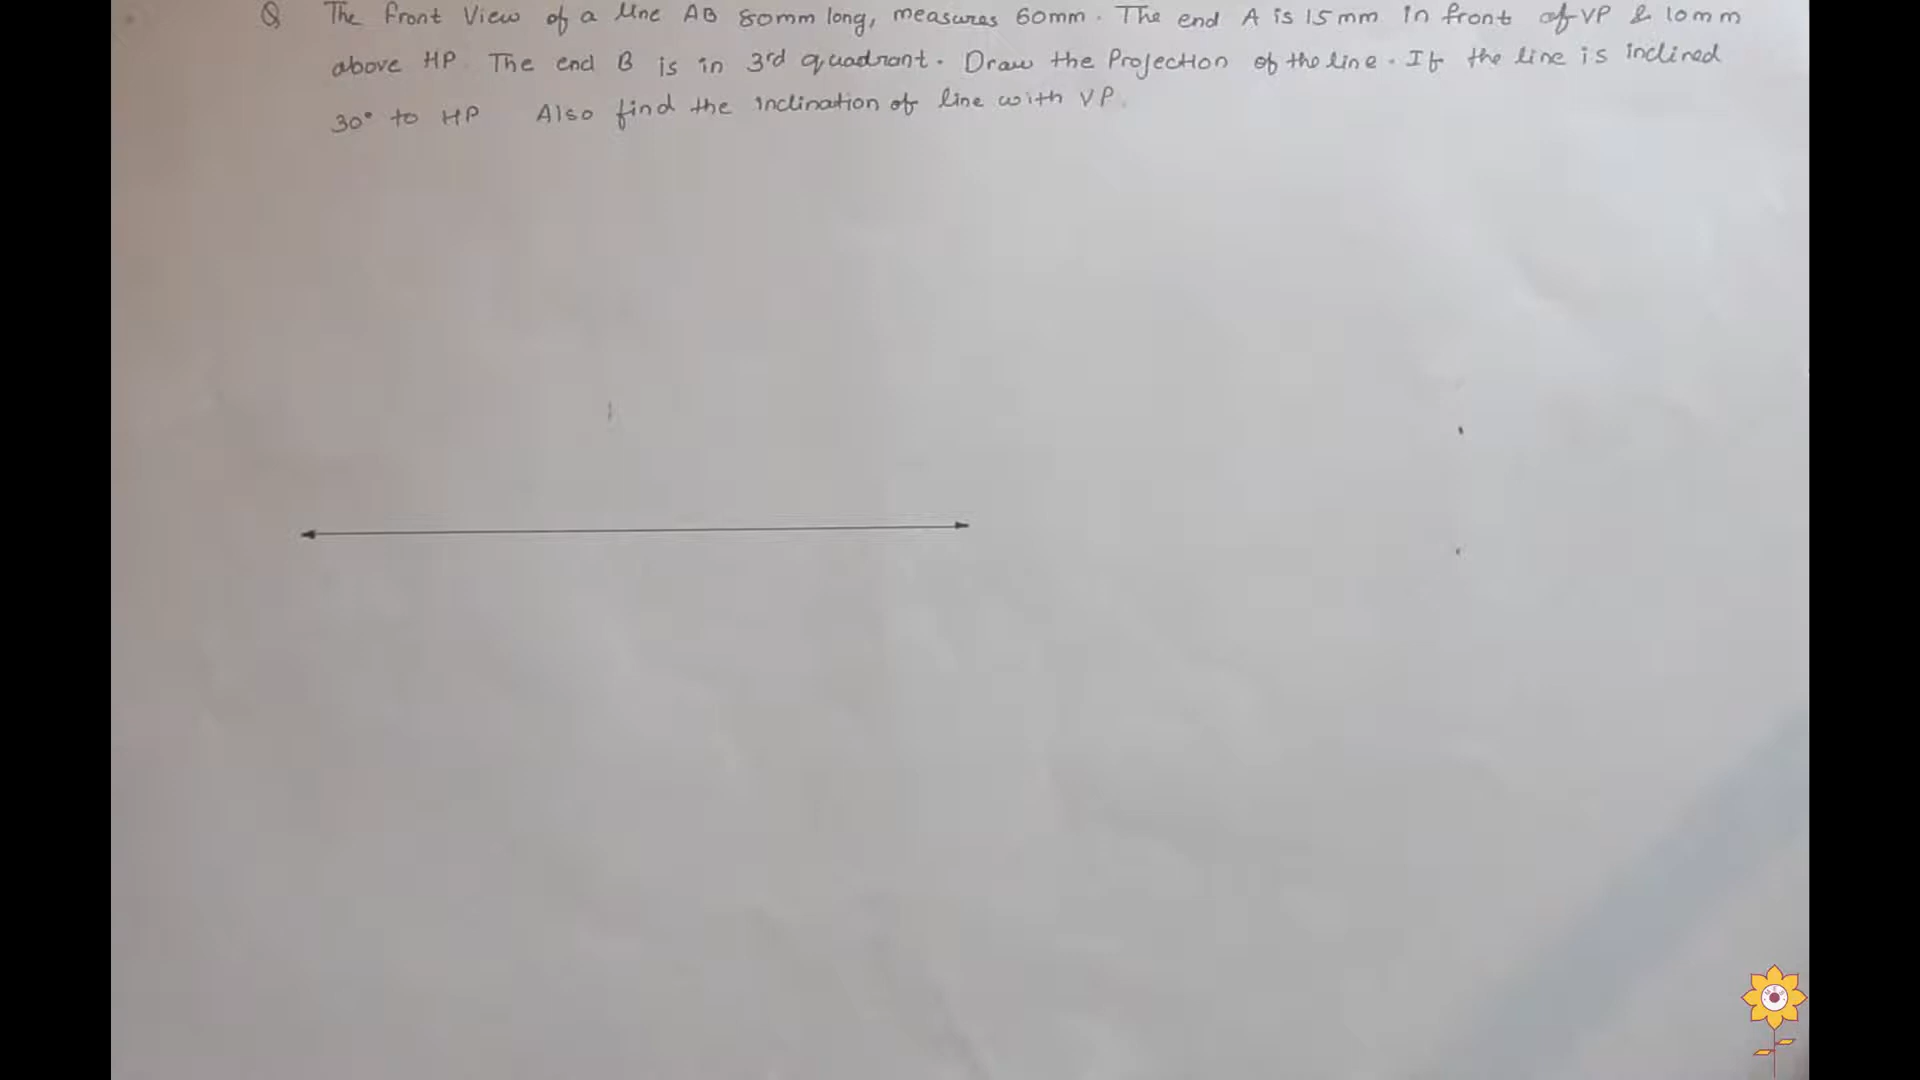 Q The front View of a line AB 80mm long, measures 60mm. The end A is 15mm in front of VP & 10mm
above HP. The end B is in 3rd quadrant. Draw the Projection of the line. If the line is inclined
30° to HP Also find the inclination of line with VP.